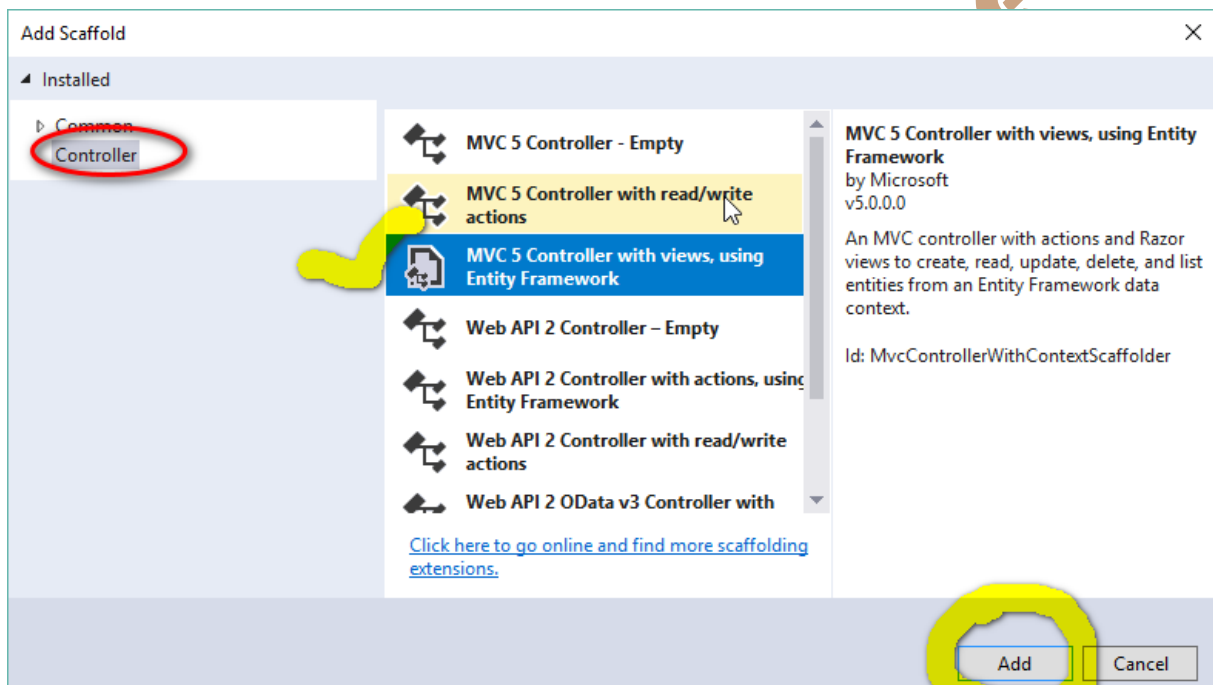 Add Scaffold
Installed
Common
Controller
MVC 5 Controller - Empty
MVC 5 Controller with read/write
actions
MVC 5 Controller with views, using
Entity Framework
Web API 2 Controller – Empty
Web API 2 Controller with actions, using
Entity Framework
Web API 2 Controller with read/write
actions
Web API 2 OData v3 Controller with
Click here to go online and find more scaffolding
extensions.
MVC 5 Controller with views, using Entity
Framework
by Microsoft
v5.0.0.0
An MVC controller with actions and Razor
views to create, read, update, delete, and list
entities from an Entity Framework data
context.
Id: MvcControllerWithContextScaffolder
Add
Cancel